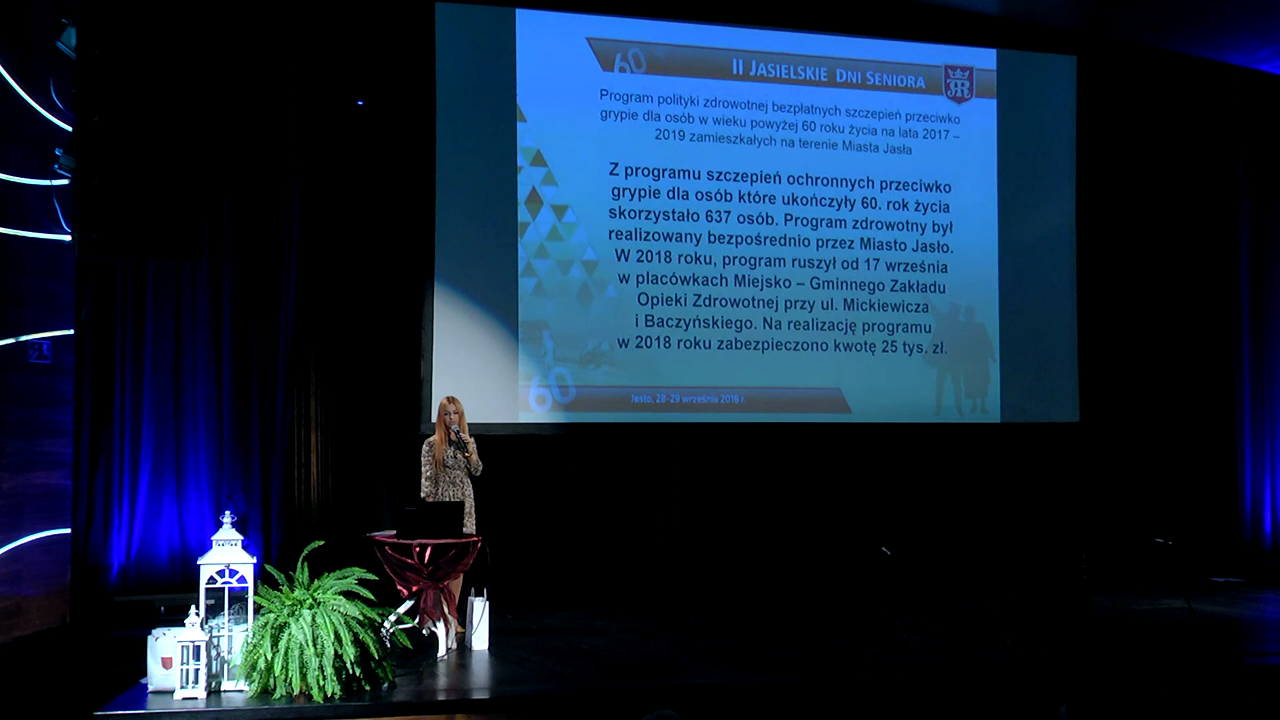 60
II JASIELSKIE DNI SENIORA
Program polityki zdrowotnej bezpłatnych szczepień przeciwko
grypie dla osób w wieku powyżej 60 roku życia na lata 2017 –
2019 zamieszkałych na terenie Miasta Jasła
Z programu szczepień ochronnych przeciwko
grypie dla osób które ukończyły 60. rok życia
skorzystało 637 osób. Program zdrowotny był
realizowany bezpośrednio przez Miasto Jasło.
W 2018 roku, program ruszył od 17 września
w placówkach Miejsko – Gminnego Zakładu
Opieki Zdrowotnej przy ul. Mickiewicza
i Baczyńskiego. Na realizację programu
w 2018 roku zabezpieczono kwotę 25 tys. zł.
60
Jasło, 28-29 września 2018 r.